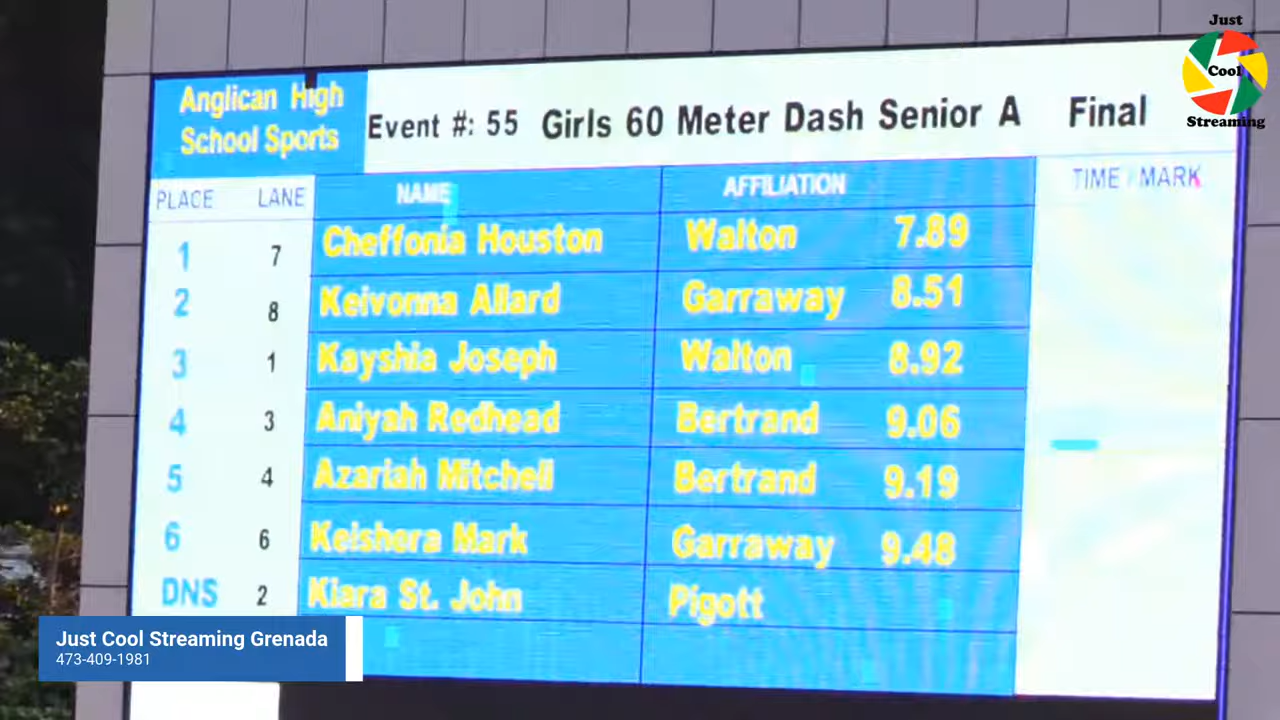 Just
Cool
Streaming
Anglican High
School Sports
Event #: 55 Girls 60 Meter Dash Senior A Final
PLACE LANE NAME AFFILIATION TIME / MARK
1 7 Cheffonia Houston Walton 7.89
2 8 Keivonna Allard Garraway 8.51
3 1 Kayshia Joseph Walton 8.92
4 3 Aniyah Redhead Bertrand 9.06
5 4 Azariah Mitchell Bertrand 9.19
6 6 Keishora Mark Garraway 9.48
DNS 2 Kiara St. John Pigott
Just Cool Streaming Grenada
473-409-1981